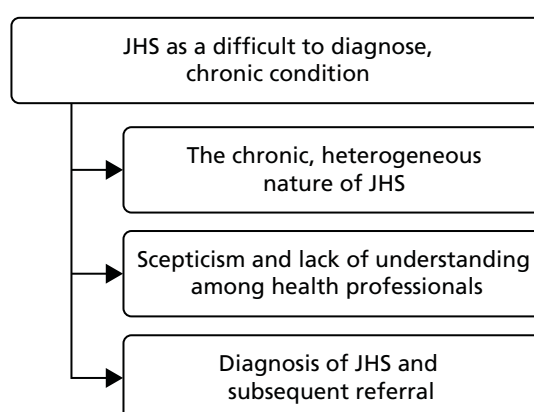 JHS as a difficult to diagnose,
chronic condition
The chronic, heterogeneous
nature of JHS
Scepticism and lack of understanding
among health professionals
Diagnosis of JHS and
subsequent referral